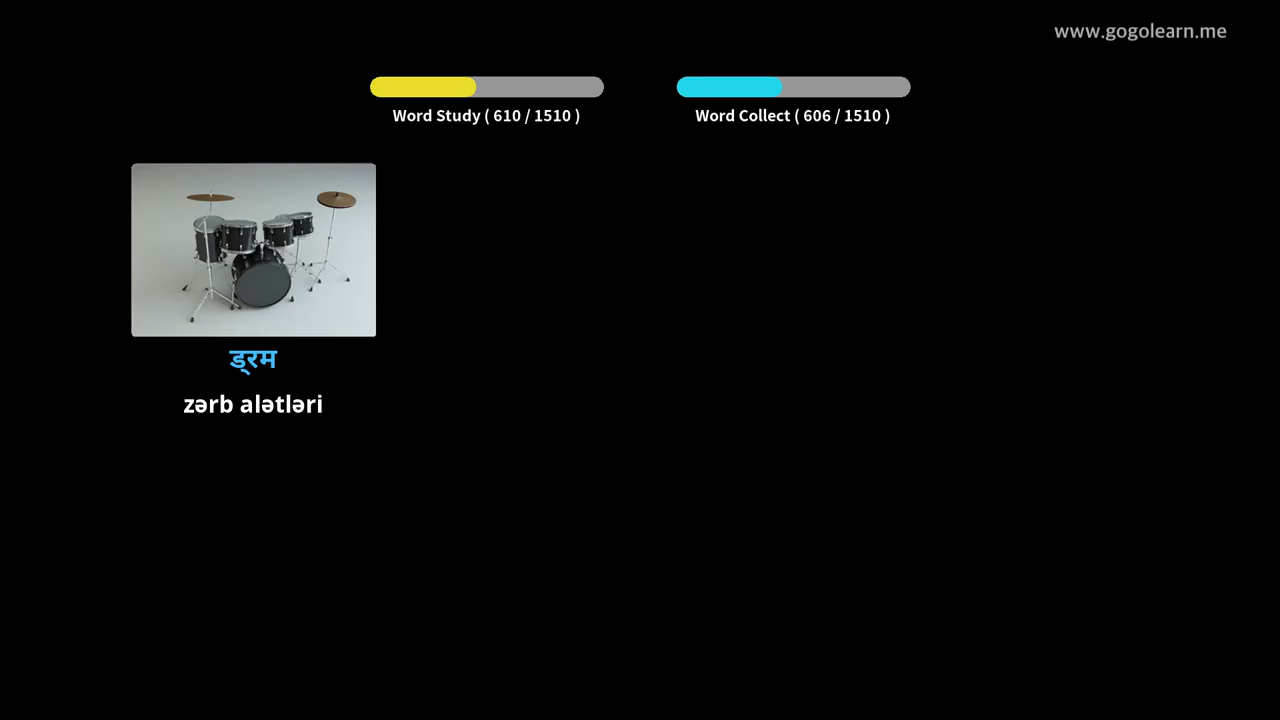 www.gogolearn.me
Word Study ( 610 / 1510 )
Word Collect ( 606 / 1510 )
ड्रम
zərb alətləri